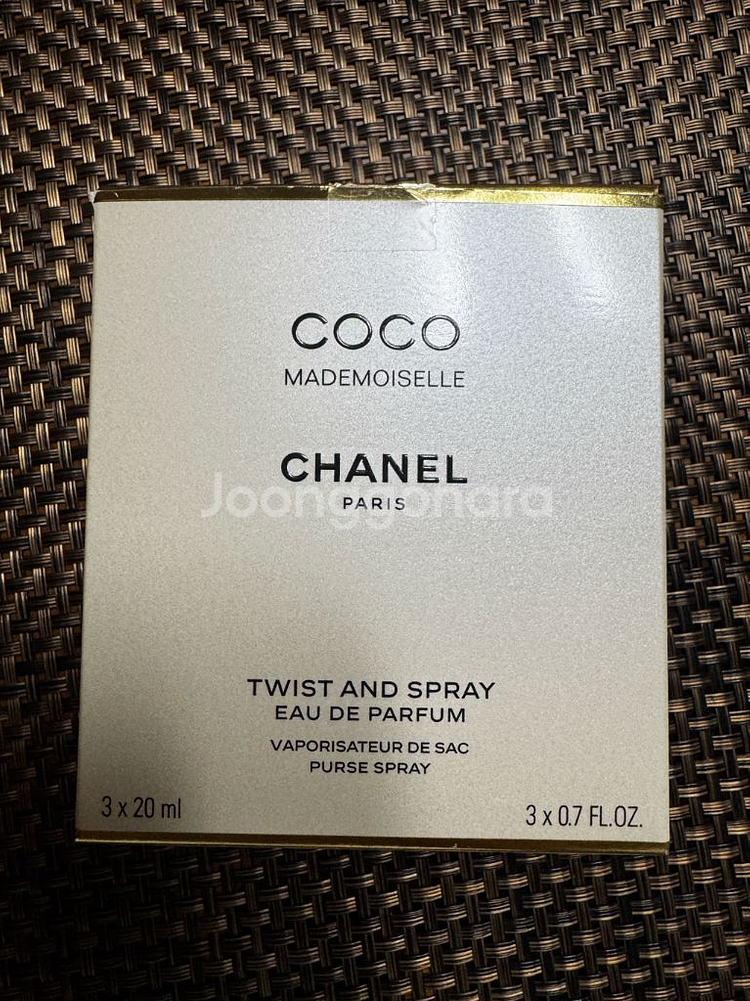 COCO
MADEMOISELLE
CHANEL
PARIS
Joonggonara
TWIST AND SPRAY
EAU DE PARFUM
VAPORISATEUR DE SAC
PURSE SPRAY
3 x 20 ml
3 x 0.7 FL.OZ.